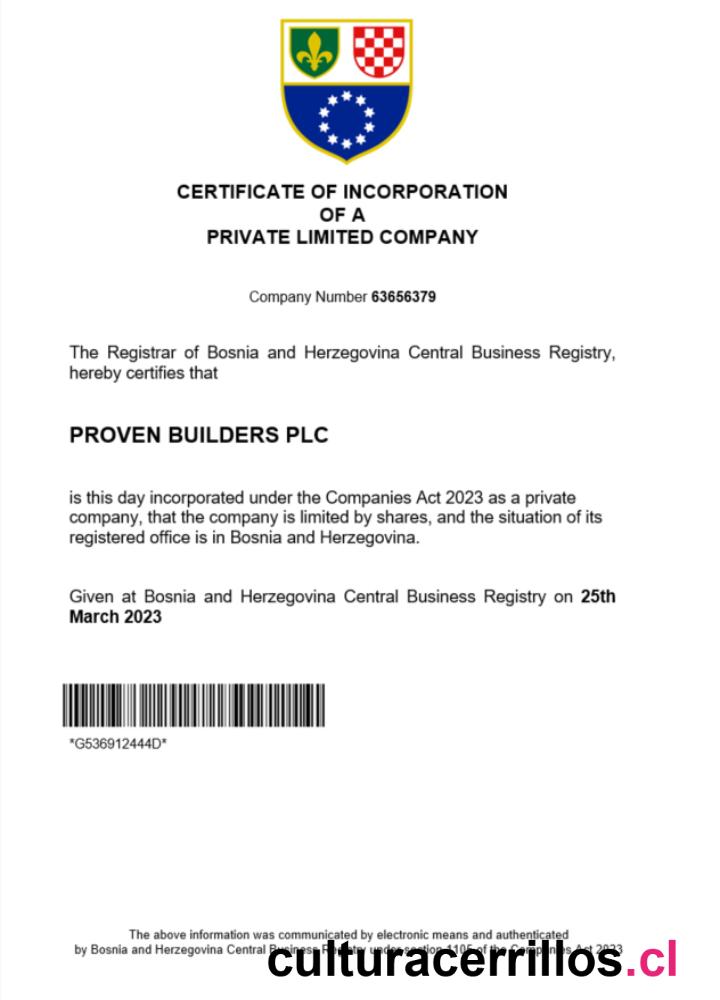 CERTIFICATE OF INCORPORATION
OF A
PRIVATE LIMITED COMPANY
Company Number 63656379
The Registrar of Bosnia and Herzegovina Central Business Registry,
hereby certifies that
PROVEN BUILDERS PLC
is this day incorporated under the Companies Act 2023 as a private
company, that the company is limited by shares, and the situation of its
registered office is in Bosnia and Herzegovina.
Given at Bosnia and Herzegovina Central Business Registry on 25th
March 2023
*G536912444D*
The above information was communicated by electronic means and authenticated
by Bosnia and Herzegovina Central Business Registry under section 1105 of the Companies Act 2023
culturacerrillos.cl